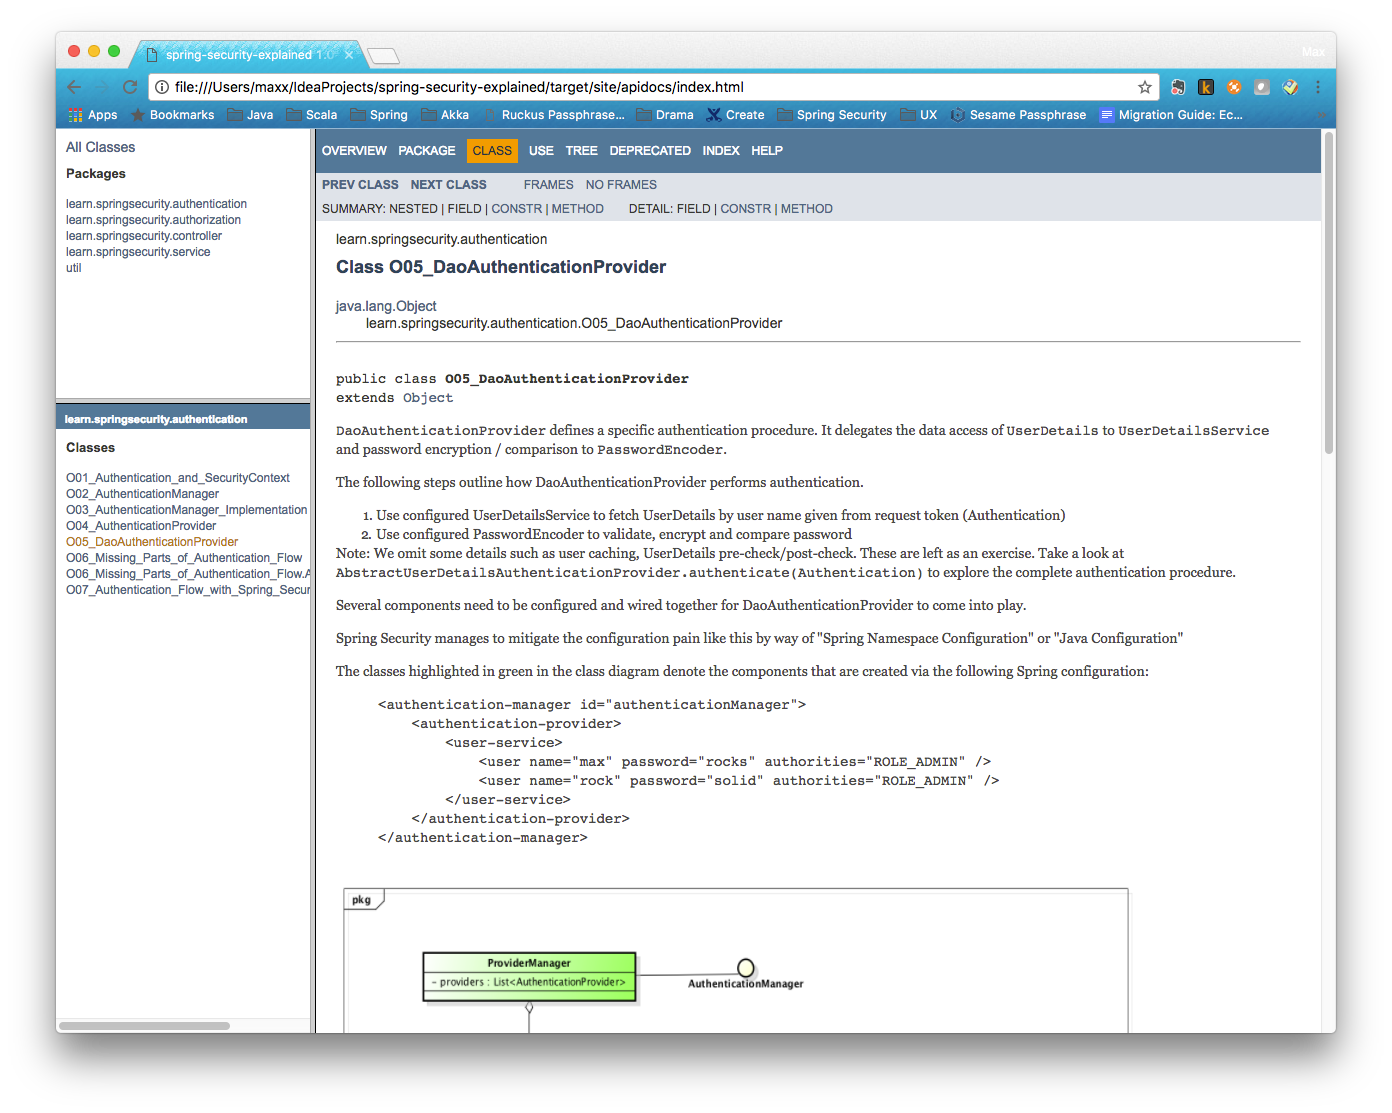 spring-security-explained 1.0
Max
file:///Users/maxx/IdeaProjects/spring-security-explained/target/site/apidocs/index.html
Apps Bookmarks Java Scala Spring Akka Ruckus Passphrase... Drama Create Spring Security UX Sesame Passphrase Migration Guide: Ec...
All Classes
Packages
learn.springsecurity.authentication
learn.springsecurity.authorization
learn.springsecurity.controller
learn.springsecurity.service
util
learn.springsecurity.authentication
Classes
O01_Authentication_and_SecurityContext
O02_AuthenticationManager
O03_AuthenticationManager_Implementation
O04_AuthenticationProvider
O05_DaoAuthenticationProvider
O06_Missing_Parts_of_Authentication_Flow
O06_Missing_Parts_of_Authentication_Flow.A
O07_Authentication_Flow_with_Spring_Secur
OVERVIEW PACKAGE CLASS USE TREE DEPRECATED INDEX HELP
PREV CLASS NEXT CLASS FRAMES NO FRAMES
SUMMARY: NESTED | FIELD | CONSTR | METHOD DETAIL: FIELD | CONSTR | METHOD
learn.springsecurity.authentication
Class O05_DaoAuthenticationProvider
java.lang.Object
learn.springsecurity.authentication.O05_DaoAuthenticationProvider
public class O05_DaoAuthenticationProvider
extends Object
DaoAuthenticationProvider defines a specific authentication procedure. It delegates the data access of UserDetails to UserDetailsService
and password encryption / comparison to PasswordEncoder.
The following steps outline how DaoAuthenticationProvider performs authentication.
1. Use configured UserDetailsService to fetch UserDetails by user name given from request token (Authentication)
2. Use configured PasswordEncoder to validate, encrypt and compare password
Note: We omit some details such as user caching, UserDetails pre-check/post-check. These are left as an exercise. Take a look at
AbstractUserDetailsAuthenticationProvider.authenticate(Authentication) to explore the complete authentication procedure.
Several components need to be configured and wired together for DaoAuthenticationProvider to come into play.
Spring Security manages to mitigate the configuration pain like this by way of "Spring Namespace Configuration" or "Java Configuration"
The classes highlighted in green in the class diagram denote the components that are created via the following Spring configuration:
<authentication-manager id="authenticationManager">
<authentication-provider>
<user-service>
<user name="max" password="rocks" authorities="ROLE_ADMIN" />
<user name="rock" password="solid" authorities="ROLE_ADMIN" />
</user-service>
</authentication-provider>
</authentication-manager>
pkg
ProviderManager
- providers : List<AuthenticationProvider>
AuthenticationManager